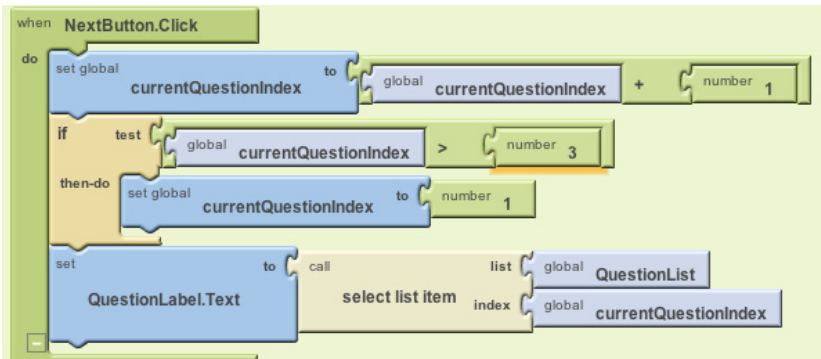 when NextButton.Click
do set global currentQuestionIndex to global currentQuestionIndex + number 1
if test global currentQuestionIndex > number 3
then-do set global currentQuestionIndex to number 1
set QuestionLabel.Text to call select list item list global QuestionList
index global currentQuestionIndex